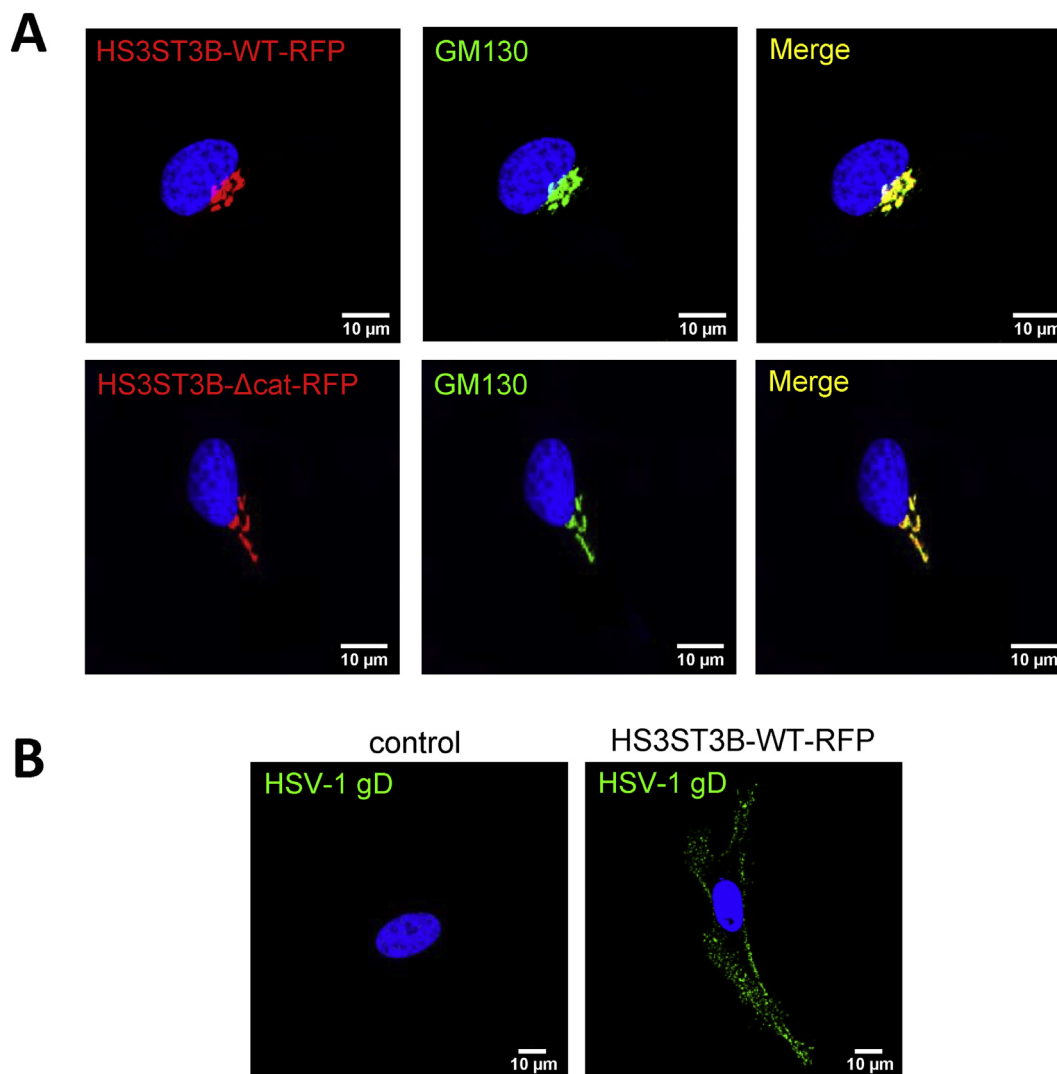 A
HS3ST3B-WT-RFP
GM130
Merge
10 µm
10 µm
10 µm
HS3ST3B-Δcat-RFP
GM130
Merge
10 µm
10 µm
10 µm
B
control
HS3ST3B-WT-RFP
HSV-1 gD
HSV-1 gD
10 µm
10 µm